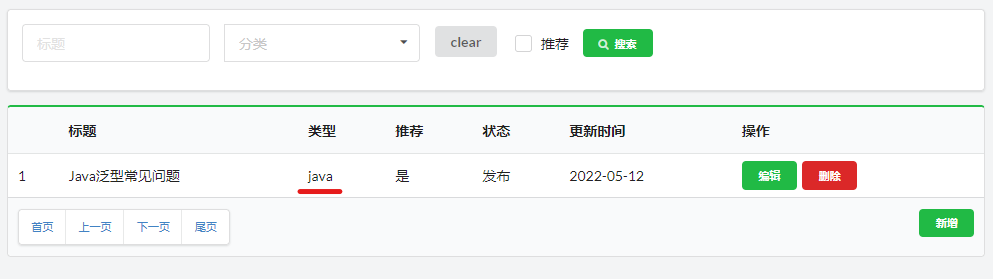 标题 分类 clear 推荐 搜索
标题 类型 推荐 状态 更新时间 操作
1 Java泛型常见问题 java 是 发布 2022-05-12 编辑 删除
首页 上一页 下一页 尾页 新增